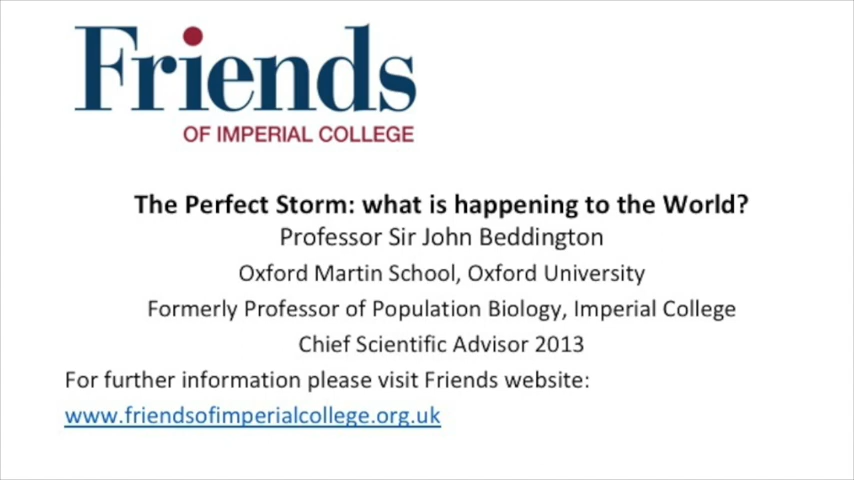 Friends
OF IMPERIAL COLLEGE
The Perfect Storm: what is happening to the World?
Professor Sir John Beddington
Oxford Martin School, Oxford University
Formerly Professor of Population Biology, Imperial College
Chief Scientific Advisor 2013
For further information please visit Friends website:
www.friendsofimperialcollege.org.uk